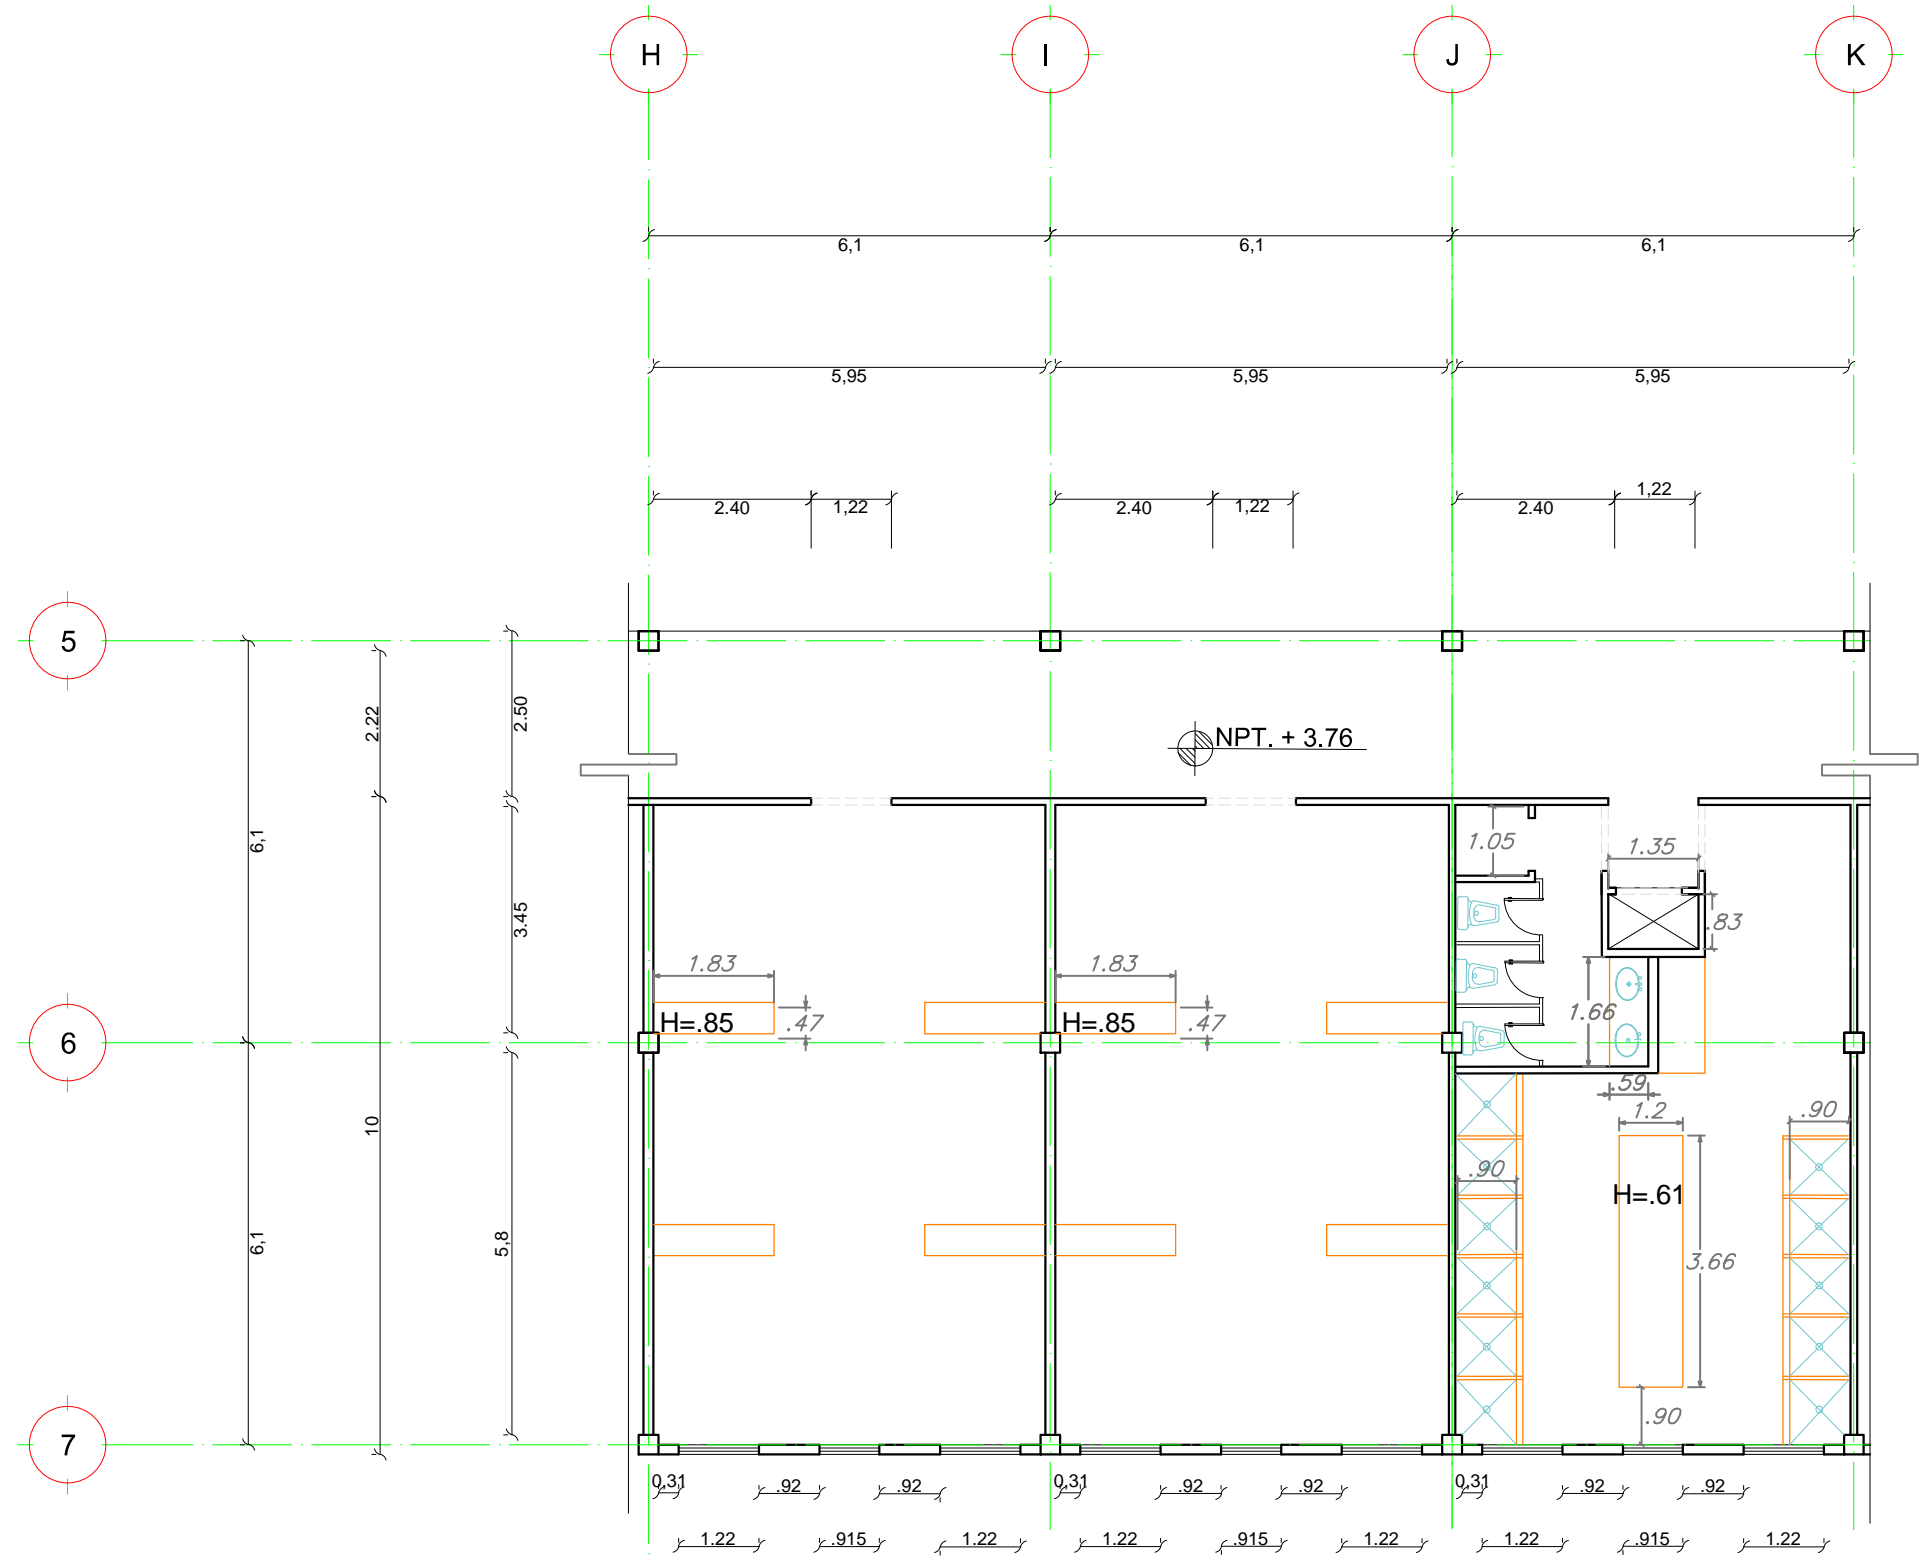 H I J K
6,1 6,1 6,1
5,95 5,95 5,95
2.40 1,22 2.40 1,22 2.40 1,22
5
2.22
2.50
NPT. + 3.76
6,1
1.05
1.35
3.45
.83
1.83 1.83
1.66
H=.85 .47 H=.85 .47
6
.59
1.2
.90
10
.90
H=.61
6,1
5,8
3.66
.90
7
0,31 .92 .92 0,31 .92 .92 0,31 .92 .92
1.22 .915 1.22 1.22 .915 1.22 1.22 .915 1.22